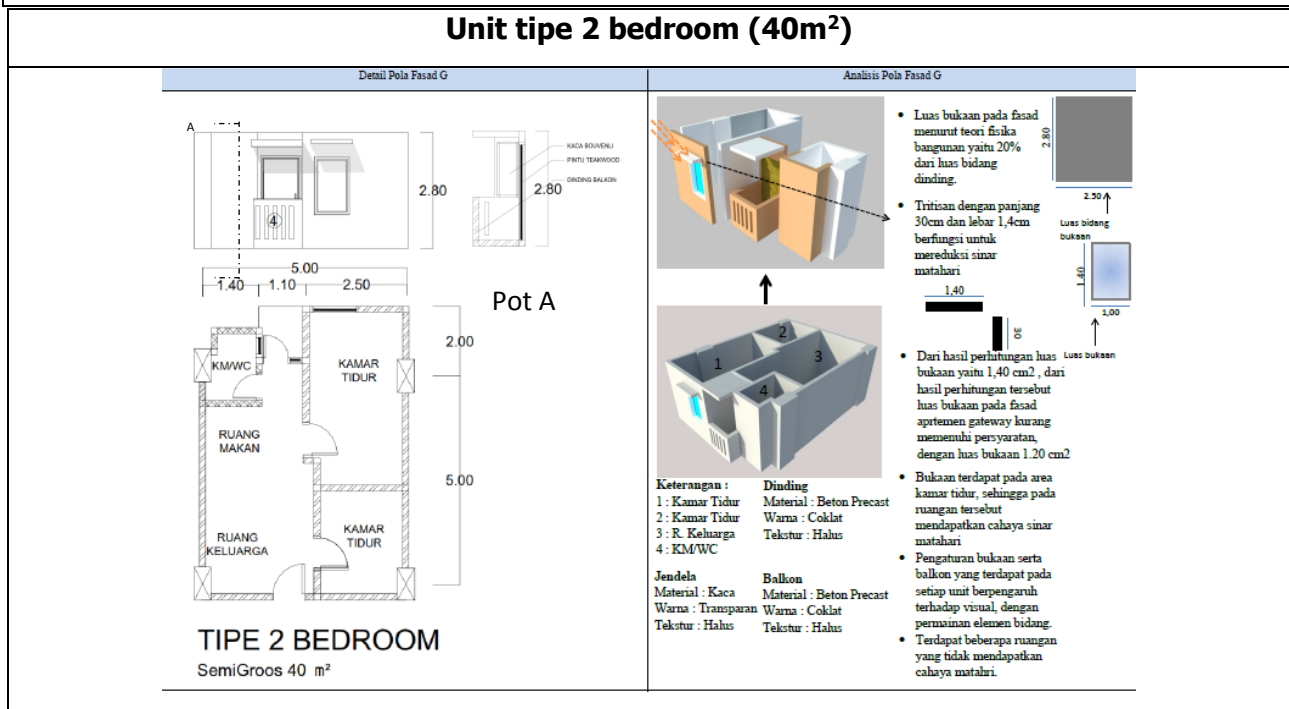 Unit tipe 2 bedroom (40m²)
Detail Pola Fasad G
A
KACA BOUVENLI
PINTU TEAKWOOD
DINDING BALKON
2.80
2.80
4
5.00
1.40
1.10
2.50
Pot A
2.00
KM/WC
KAMAR
TIDUR
RUANG
MAKAN
5.00
RUANG
KELUARGA
KAMAR
TIDUR
TIPE 2 BEDROOM
SemiGroos 40 m²
Analisis Pola Fasad G
1
2
3
4
Keterangan :
1 : Kamar Tidur
2 : Kamar Tidur
3 : R. Keluarga
4 : KM/WC
Dinding
Material : Beton Precast
Warna : Coklat
Tekstur : Halus
Jendela
Material : Kaca
Warna : Transparan
Tekstur : Halus
Balkon
Material : Beton Precast
Warna : Coklat
Tekstur : Halus
• Luas bukaan pada fasad
menurut teori fisika
bangunan yaitu 20%
dari luas bidang
dinding.
• Tritisan dengan panjang
30cm dan lebar 1,4cm
berfungsi untuk
mereduksi sinar
matahari
1,40
30
• Dari hasil perhitungan luas
bukaan yaitu 1,40 cm2 , dari
hasil perhitungan tersebut
luas bukaan pada fasad
aprtemen gateway kurang
memenuhi persyaratan,
dengan luas bukaan 1.20 cm2
• Bukaan terdapat pada area
kamar tidur, sehingga pada
ruangan tersebut
mendapatkan cahaya sinar
matahari
• Pengaturan bukaan serta
balkon yang terdapat pada
setiap unit berpengaruh
terhadap visual, dengan
permainan elemen bidang.
• Terdapat beberapa ruangan
yang tidak mendapatkan
cahaya matahri.
2.80
2.50
Luas bidang
bukaan
1.40
1,00
Luas bukaan